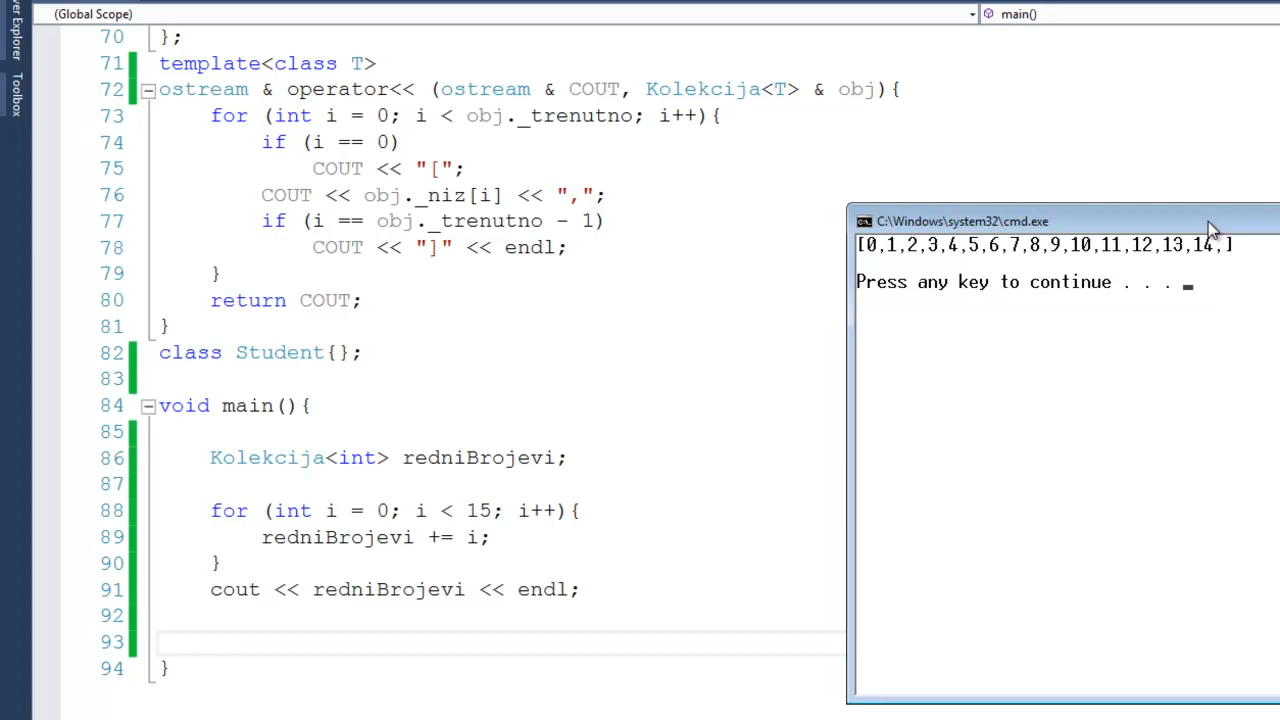 (Global Scope)
main()
ver Explorer
Toolbox
70 };
71 template<class T>
72 ostream & operator<< (ostream & COUT, Kolekcija<T> & obj){
73 for (int i = 0; i < obj._trenutno; i++){
74 if (i == 0)
75 COUT << "[";
76 COUT << obj._niz[i] << ",";
77 if (i == obj._trenutno - 1)
78 COUT << "]" << endl;
79 }
80 return COUT;
81 }
82 class Student{};
83
84 void main(){
85
86 Kolekcija<int> redniBrojevi;
87
88 for (int i = 0; i < 15; i++){
89 redniBrojevi += i;
90 }
91 cout << redniBrojevi << endl;
92
93
94 }
C:\Windows\system32\cmd.exe
[0,1,2,3,4,5,6,7,8,9,10,11,12,13,14,]
Press any key to continue . . .